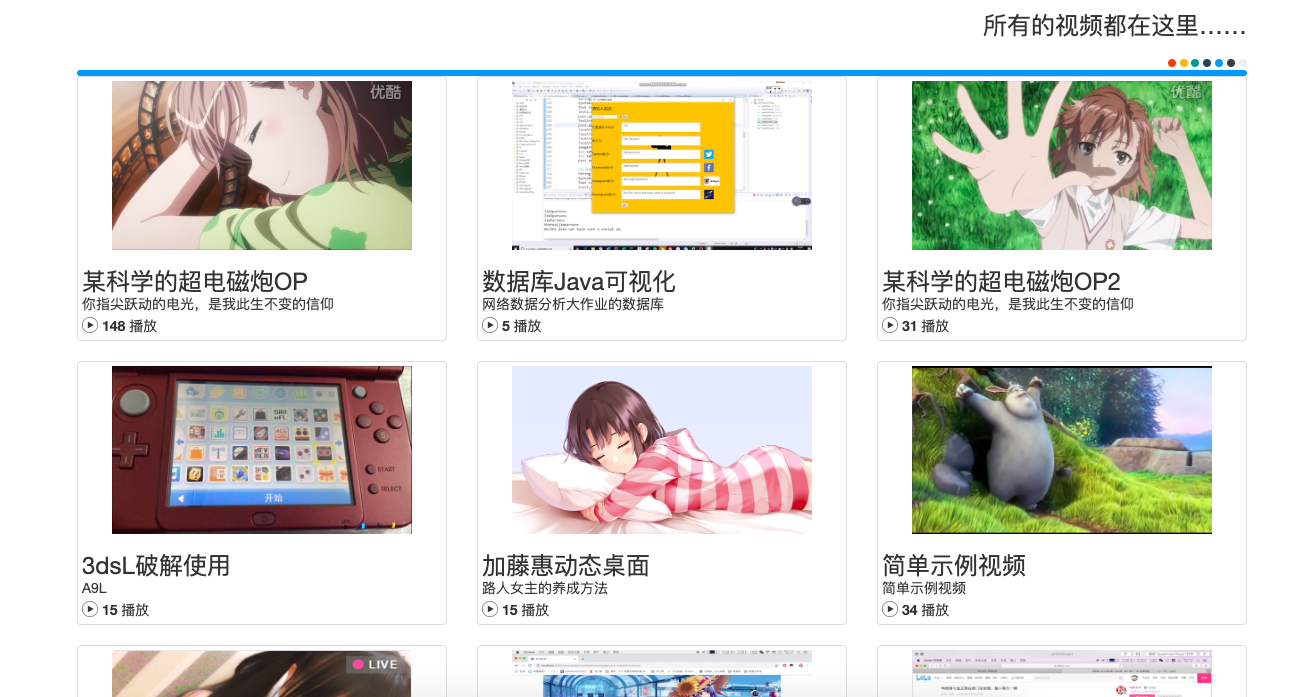 所有的视频都在这里......
优酷
优酷
某科学的超电磁炮OP
你指尖跃动的电光，是我此生不变的信仰
148 播放
数据库Java可视化
网络数据分析大作业的数据库
5 播放
某科学的超电磁炮OP2
你指尖跃动的电光，是我此生不变的信仰
31 播放
START
SELECT
开始
3dsL破解使用
A9L
15 播放
加藤惠动态桌面
路人女主的养成方法
15 播放
简单示例视频
简单示例视频
34 播放
LIVE